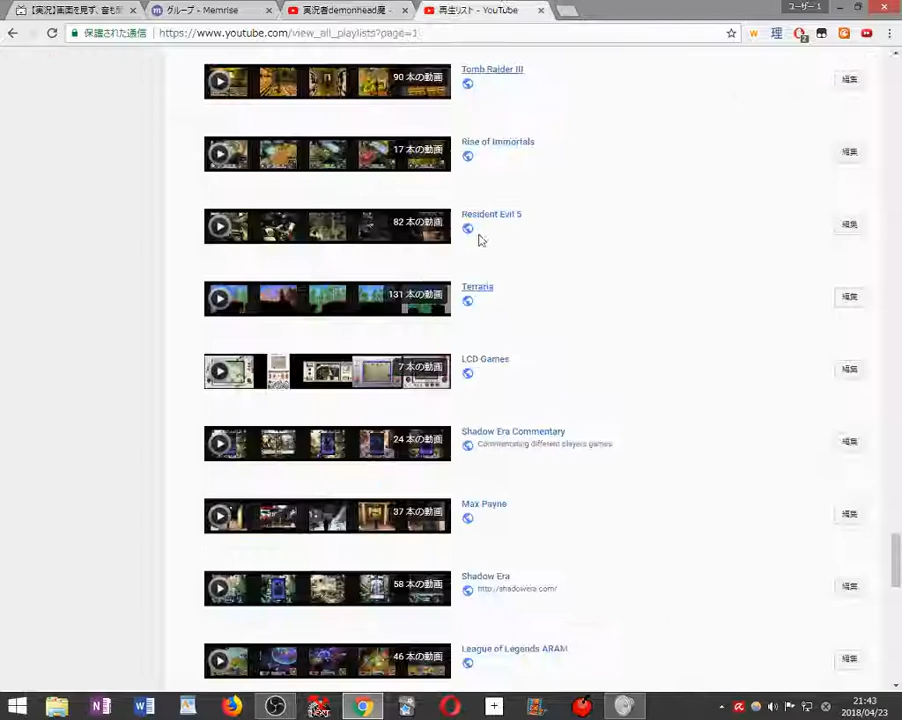 【実況】画面を見ず、音も聞
グループ - Memrise
実況者demonhead魔 -
再生リスト - YouTube
ユーザー 1
保護された通信
https://www.youtube.com/view_all_playlists?page=1
理
2
90 本の動画
Tomb Raider III
編集
17 本の動画
Rise of Immortals
編集
82 本の動画
Resident Evil 5
編集
131 本の動画
Terraria
編集
7 本の動画
LCD Games
編集
24 本の動画
Shadow Era Commentary
Commentating different players games
編集
37 本の動画
Max Payne
編集
58 本の動画
Shadow Era
http://shadowera.com/
編集
46 本の動画
League of Legends ARAM
編集
21:43
2018/04/23